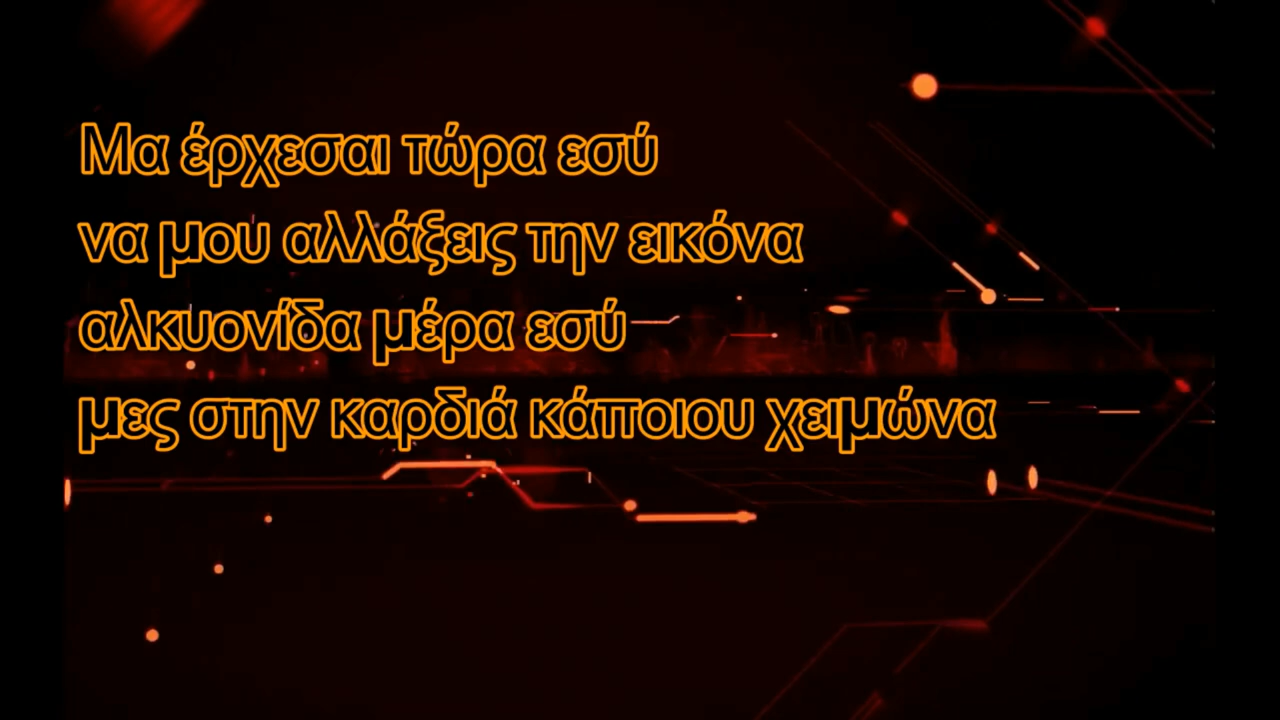 Μα έρχεσαι τώρα εσύ
να μου αλλάξεις την εικόνα
αλκυονίδα μέρα εσύ
μες στην καρδιά κάποιου χειμώνα